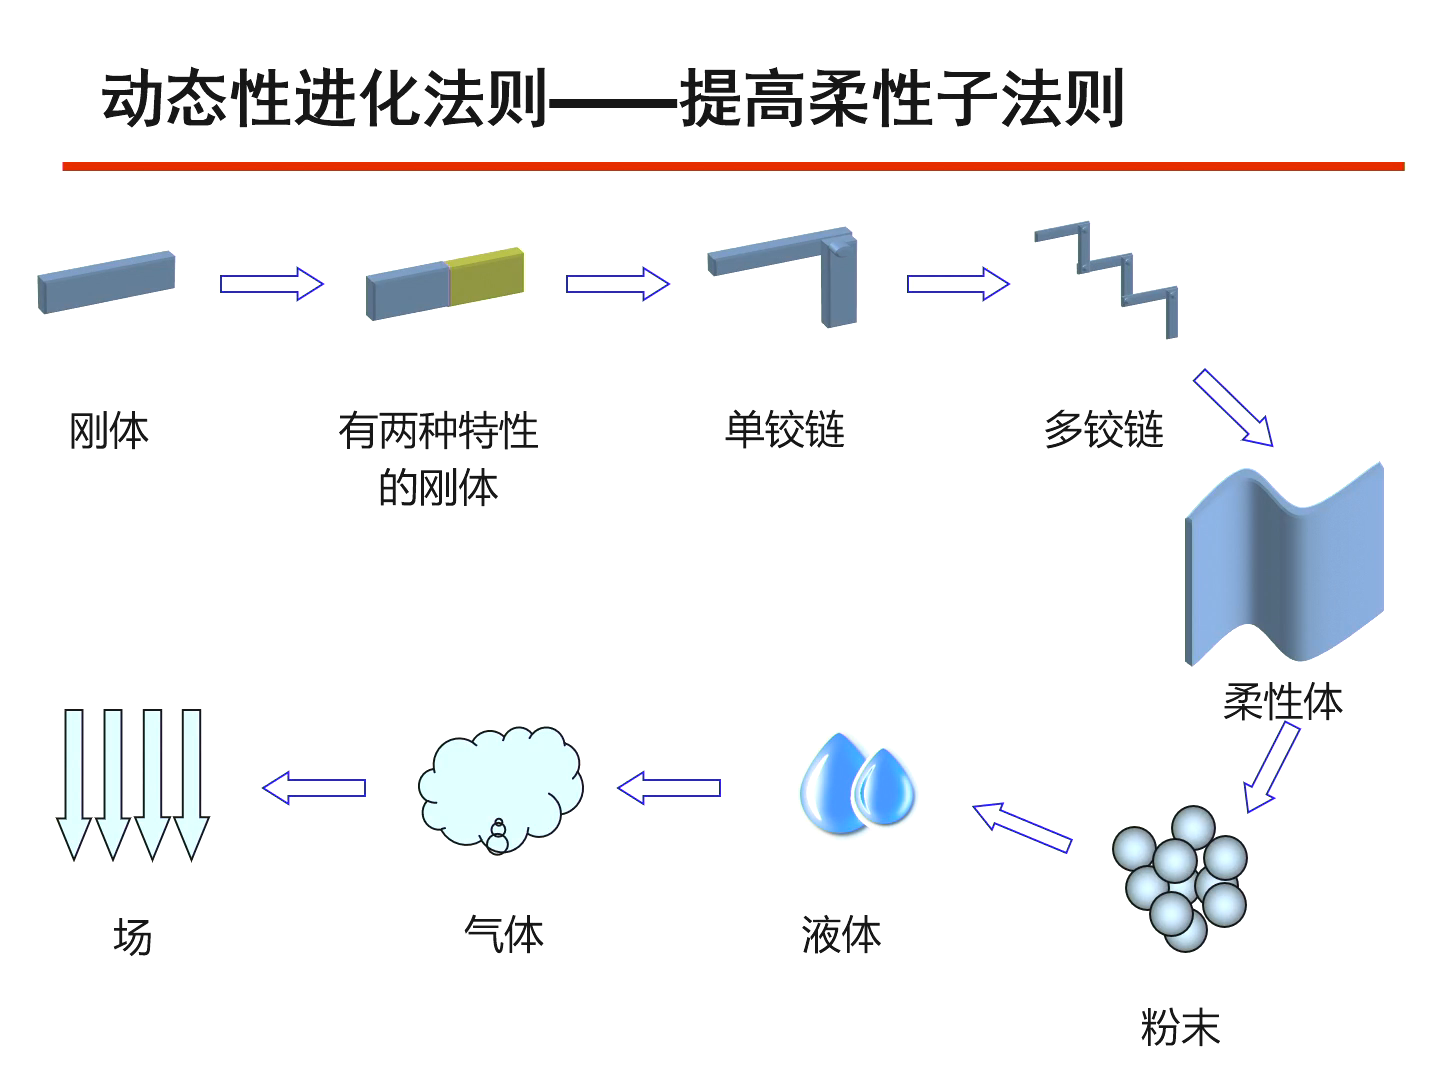 动态性进化法则——提高柔性子法则
刚体
有两种特性
的刚体
单铰链
多铰链
柔性体
粉末
液体
气体
场